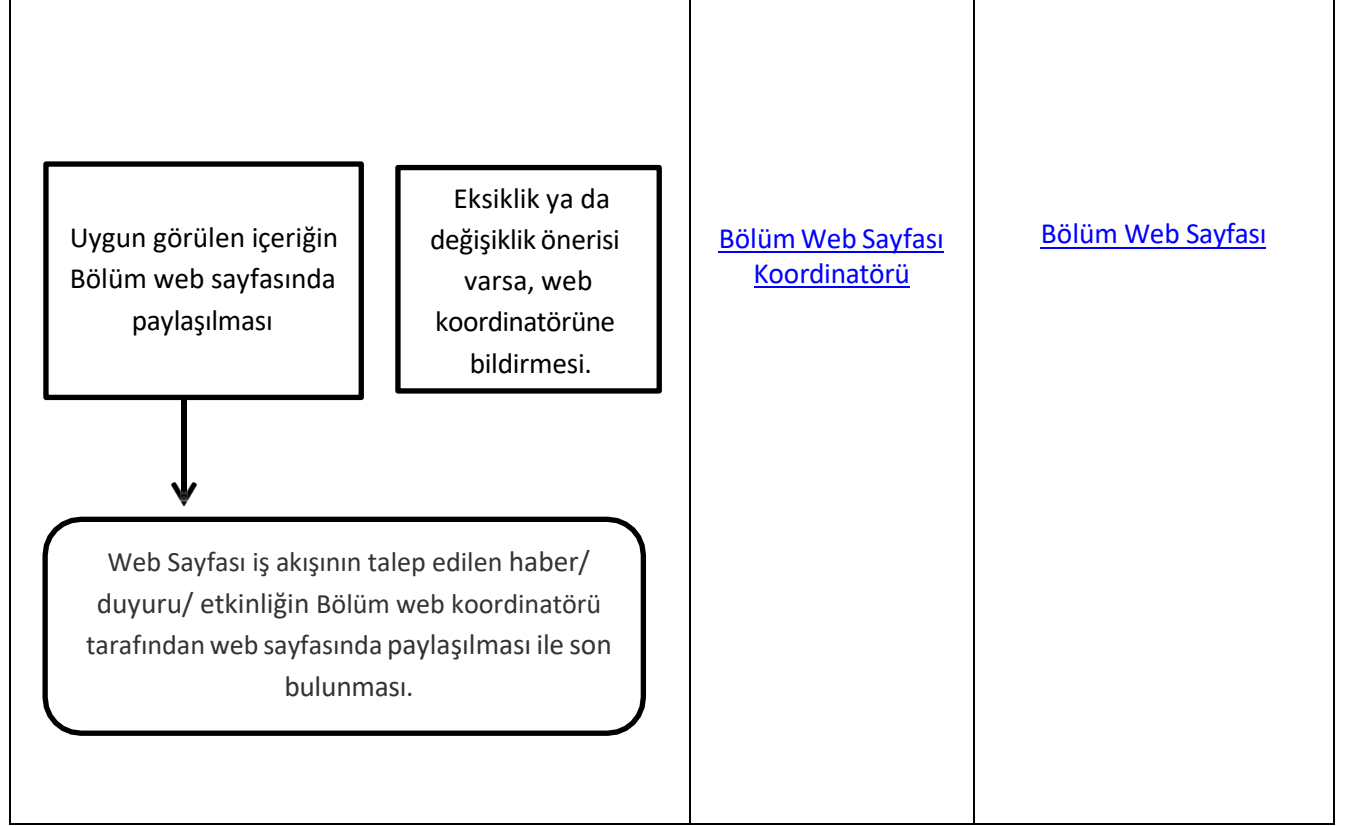 Uygun görülen içeriğin
Bölüm web sayfasında
paylaşılması
Eksiklik ya da
değişiklik önerisi
varsa, web
koordinatörüne
bildirmesi.
Bölüm Web Sayfası
Koordinatörü
Bölüm Web Sayfası
Web Sayfası iş akışının talep edilen haber/
duyuru/ etkinliğin Bölüm web koordinatörü
tarafından web sayfasında paylaşılması ile son
bulunması.